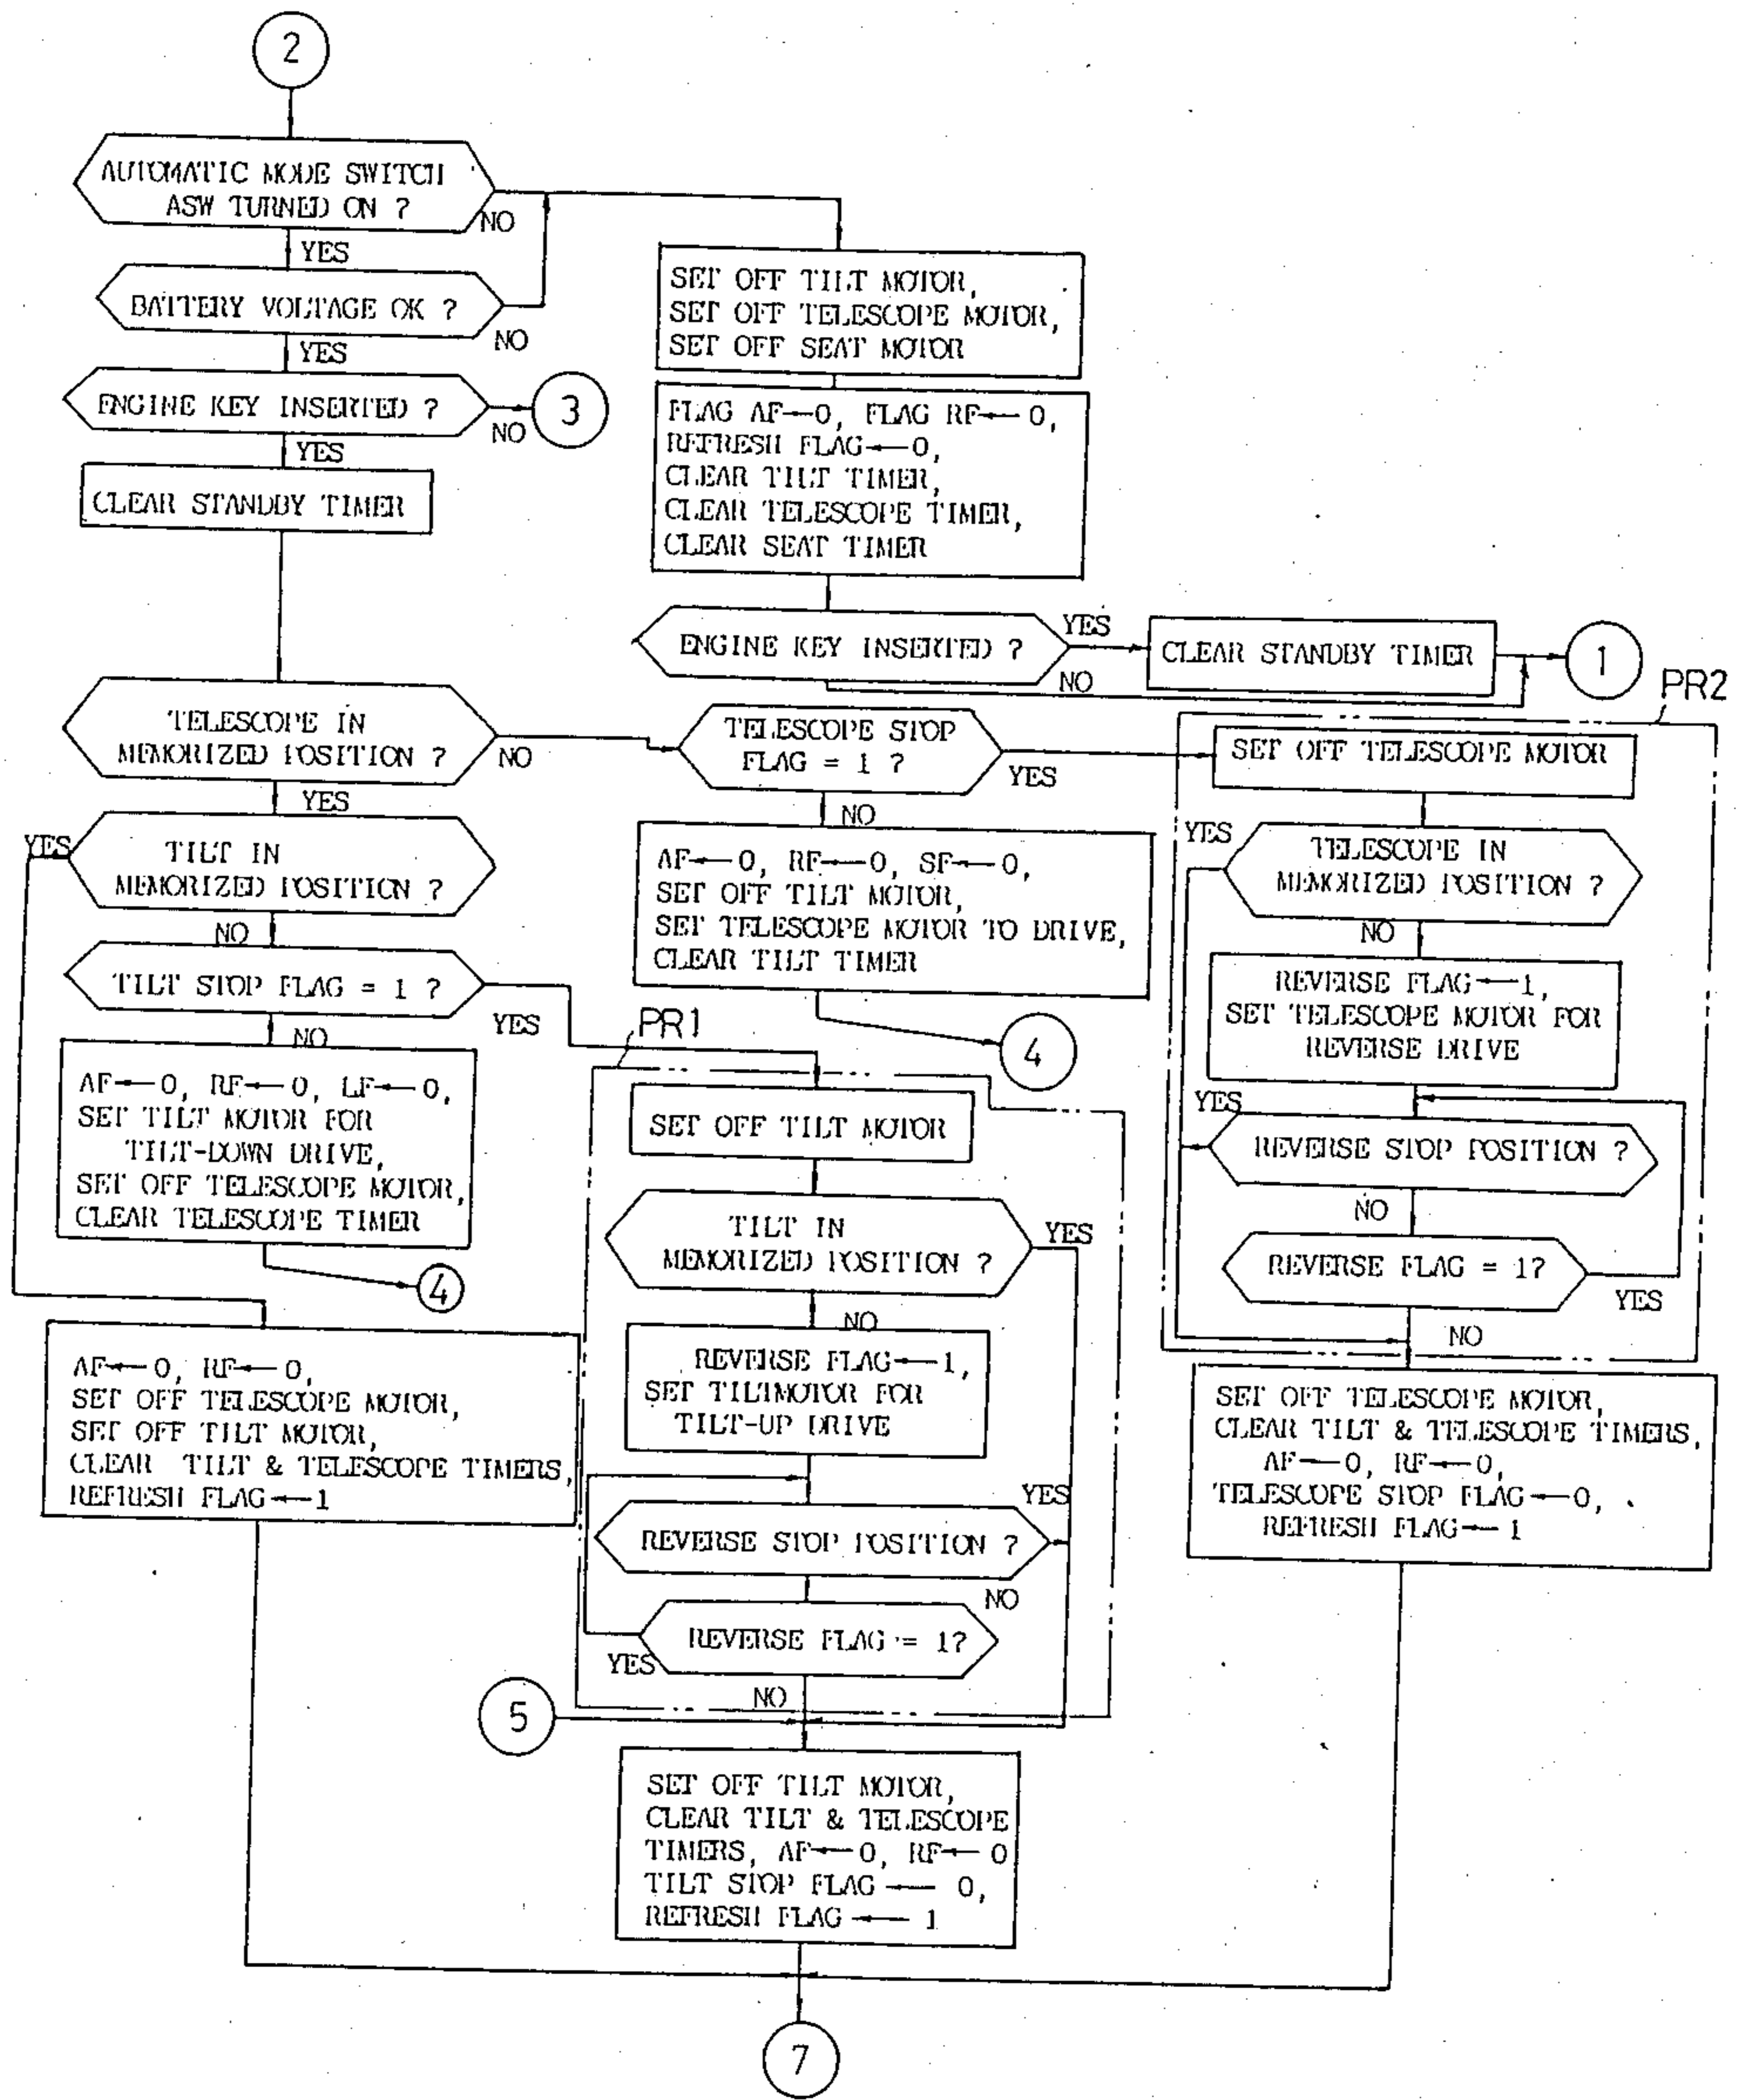 2
AUTOMATIC MODE SWITCH
ASW TURNED ON ?
NO
YES
BATTERY VOLTAGE OK ?
NO
YES
ENGINE KEY INSERTED ?
NO
3
YES
CLEAR STANDBY TIMER
SET OFF TILT MOTOR,
SET OFF TELESCOPE MOTOR,
SET OFF SEAT MOTOR
FLAG AF←0, FLAG RF←0,
REFRESH FLAG←0,
CLEAR TILT TIMER,
CLEAR TELESCOPE TIMER,
CLEAR SEAT TIMER
ENGINE KEY INSERTED ?
YES
NO
CLEAR STANDBY TIMER
1
PR2
TELESCOPE IN
MEMORIZED POSITION ?
NO
YES
TELESCOPE STOP
FLAG = 1 ?
YES
NO
SET OFF TELESCOPE MOTOR
YES
TILT IN
MEMORIZED POSITION ?
NO
AF←0, RF←0, SF←0,
SET OFF TILT MOTOR,
SET TELESCOPE MOTOR TO DRIVE,
CLEAR TILT TIMER
4
YES
TELESCOPE IN
MEMORIZED POSITION ?
NO
REVERSE FLAG←1,
SET TELESCOPE MOTOR FOR
REVERSE DRIVE
YES
REVERSE STOP POSITION ?
NO
REVERSE FLAG = 1?
YES
NO
TILT STOP FLAG = 1 ?
YES
NO
PR1
AF←0, RF←0, LF←0,
SET TILT MOTOR FOR
TILT-DOWN DRIVE,
SET OFF TELESCOPE MOTOR,
CLEAR TELESCOPE TIMER
4
SET OFF TILT MOTOR
TILT IN
MEMORIZED POSITION ?
YES
NO
REVERSE FLAG←1,
SET TILTMOTOR FOR
TILT-UP DRIVE
YES
REVERSE STOP POSITION ?
NO
REVERSE FLAG = 1?
YES
NO
5
AF←0, RF←0,
SET OFF TELESCOPE MOTOR,
SET OFF TILT MOTOR,
CLEAR TILT & TELESCOPE TIMERS,
REFRESH FLAG←1
SET OFF TELESCOPE MOTOR,
CLEAR TILT & TELESCOPE TIMERS,
AF←0, RF←0,
TELESCOPE STOP FLAG←0,
REFRESH FLAG←1
SET OFF TILT MOTOR,
CLEAR TILT & TELESCOPE
TIMERS, AF←0, RF←0
TILT STOP FLAG ← 0,
REFRESH FLAG ← 1
7